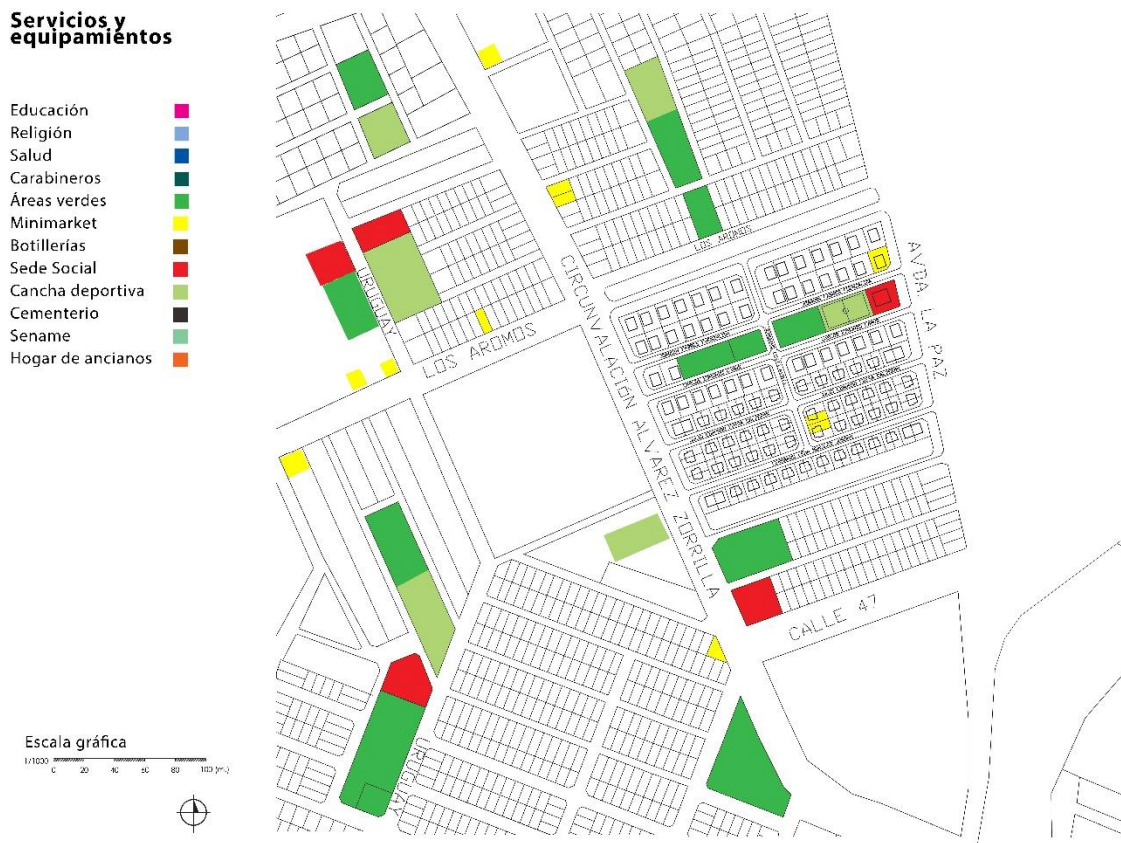 Servicios y
equipamientos
Educación
Religión
Salud
Carabineros
Áreas verdes
Minimarket
Botillerías
Sede Social
Cancha deportiva
Cementerio
Sename
Hogar de ancianos
Escala gráfica
1/1000
0 20 40 60 80 100 (m.)
LOS AROMOS
URUGUAY
LOS AROMOS
CIRCUNVALACION ALVAREZ ZORRILLA
AVDA LA PAZ
CALLE 47
URUGUAY